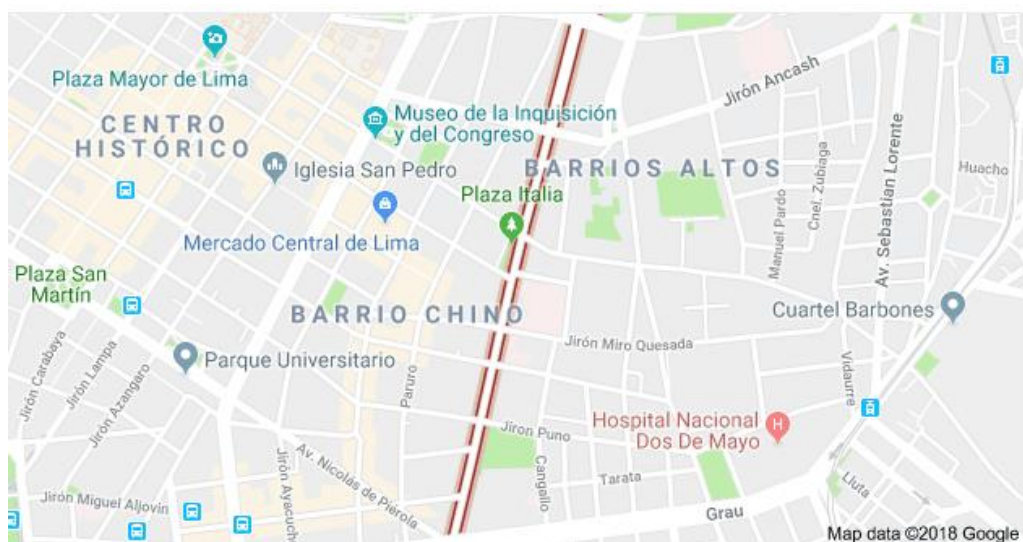 Plaza Mayor de Lima
CENTRO
HISTÓRICO
Museo de la Inquisición
y del Congreso
Iglesia San Pedro
Mercado Central de Lima
Plaza Italia
BARRIOS ALTOS
Jirón Ancash
Manuel Pardo
Cnel. Zubiaga
Av. Sebastian Lorente
Huacho
Plaza San
Martín
BARRIO CHINO
Cuartel Barbones
Jirón Miro Quesada
Parque Universitario
Jirón Carabaya
Jirón Lampa
Jirón Azangaro
Paruro
Vidaurre
Hospital Nacional
Dos De Mayo
H
Jiron Puno
Cangallo
Tarata
Av. Nicolás de Piérola
Jirón Ayacucho
Jirón Miguel Aljovin
Grau
Lluta
Map data ©2018 Google